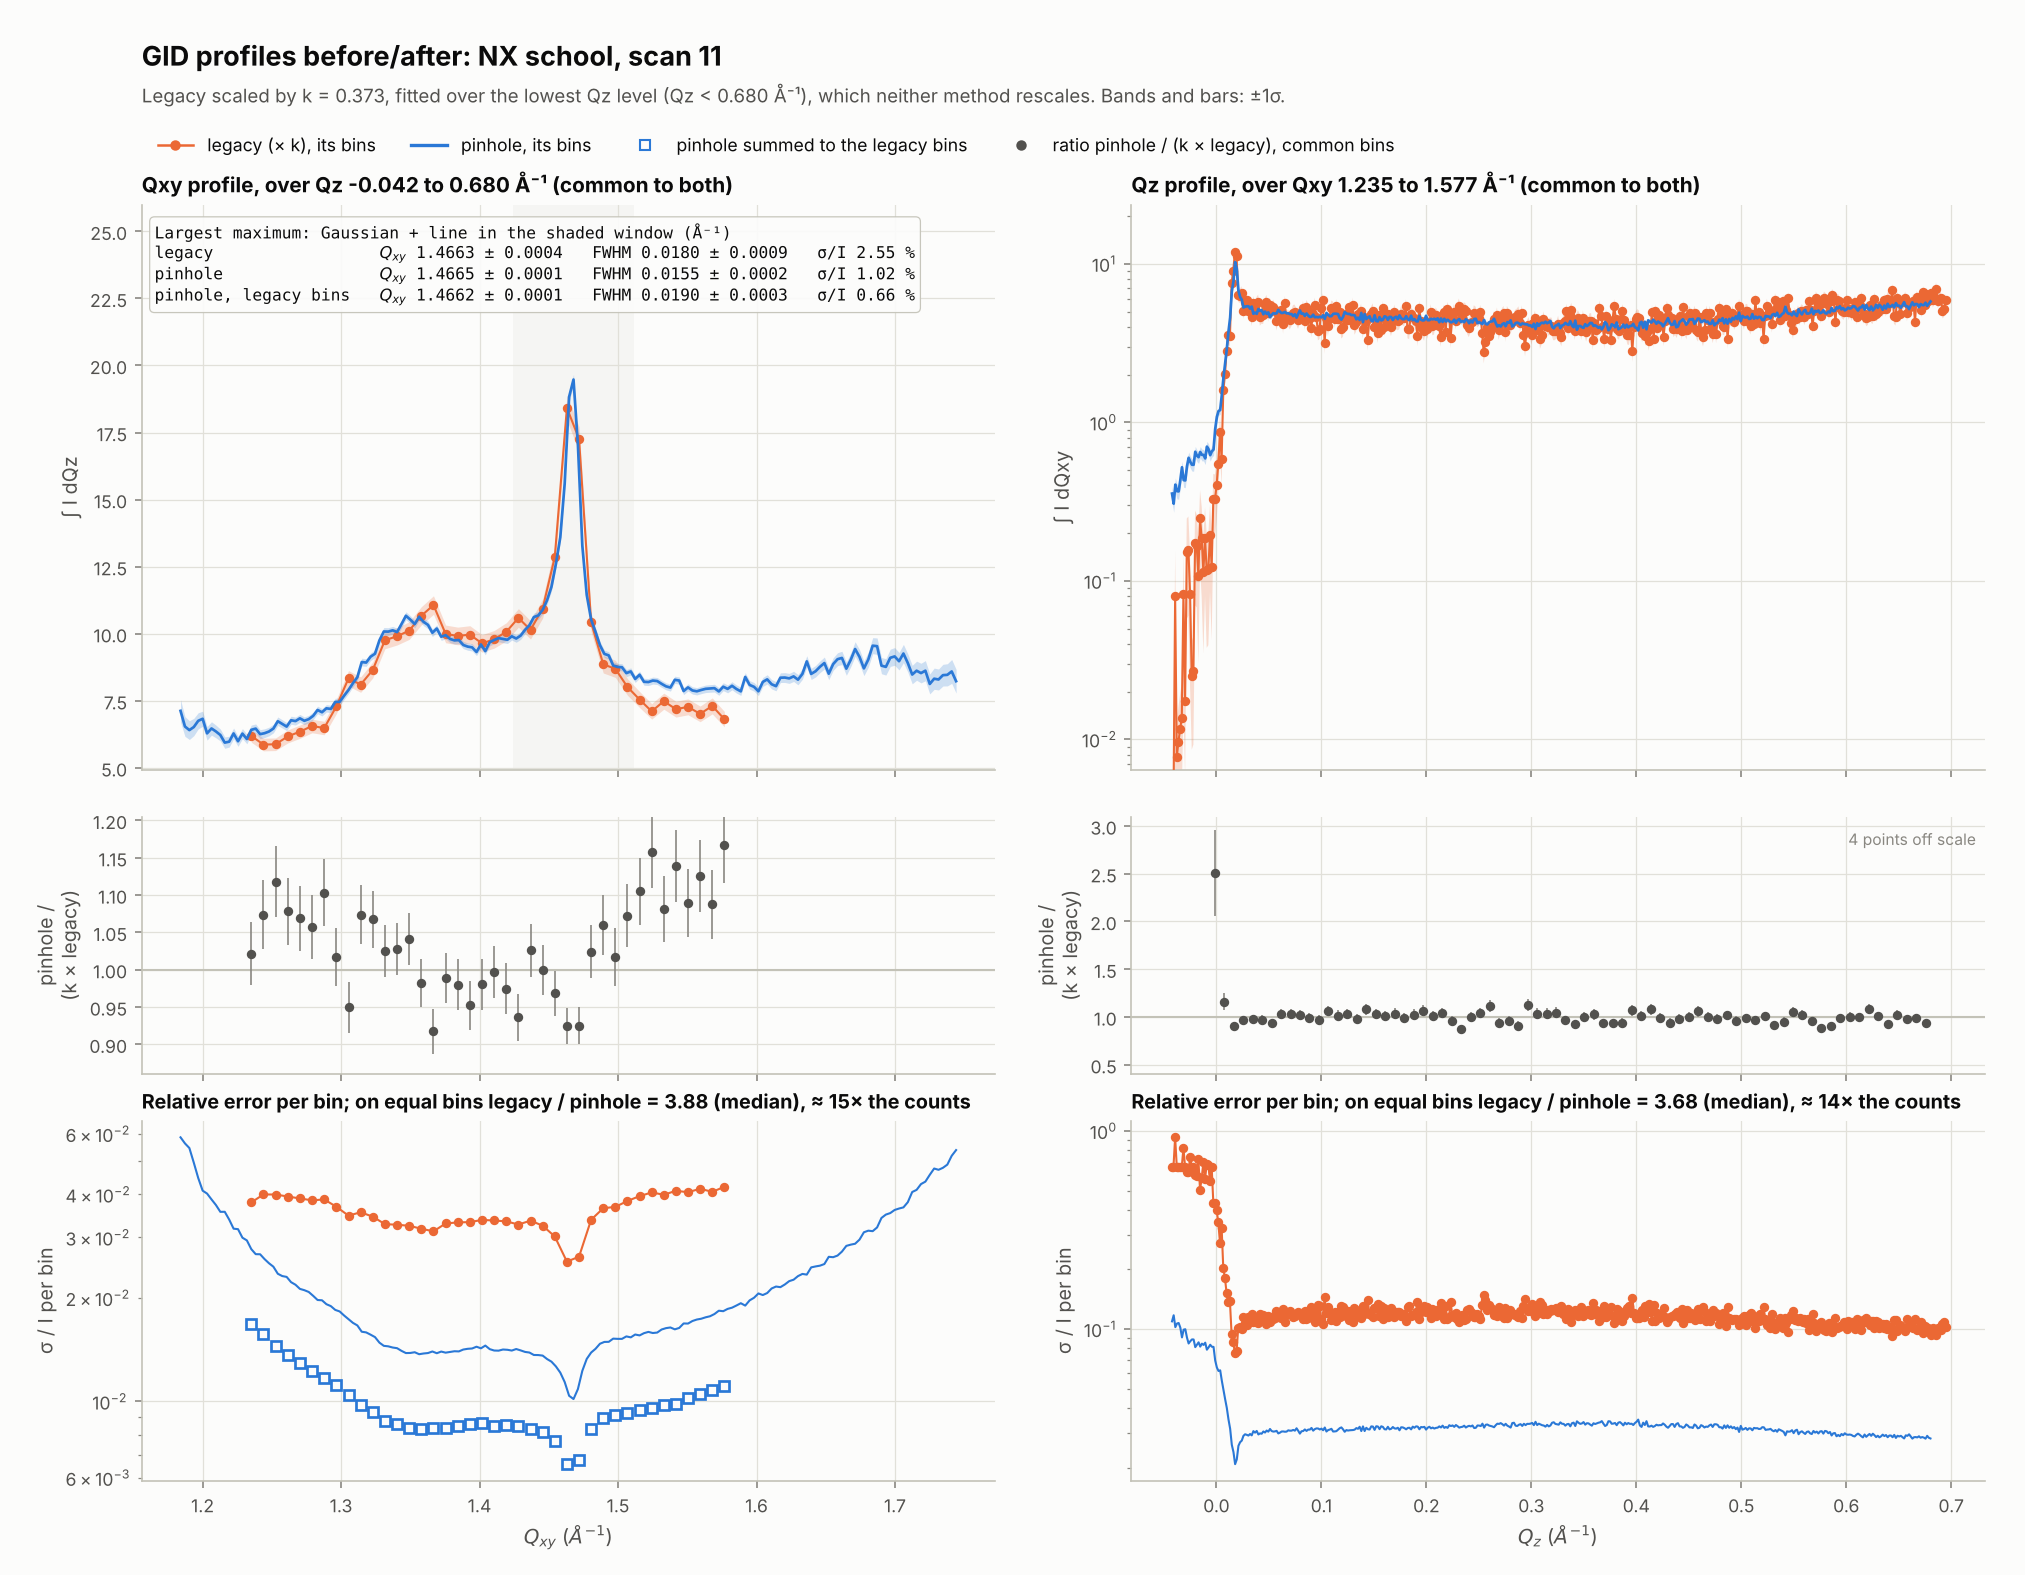 GID profiles before/after: NX school, scan 11
Legacy scaled by k = 0.373, fitted over the lowest Qz level (Qz < 0.680 Å⁻¹), which neither method rescales. Bands and bars: ±1σ.
legacy (× k), its bins
pinhole, its bins
pinhole summed to the legacy bins
ratio pinhole / (k × legacy), common bins
Qxy profile, over Qz -0.042 to 0.680 Å⁻¹ (common to both)
Largest maximum: Gaussian + line in the shaded window (Å⁻¹)
legacy Qxy 1.4663 ± 0.0004 FWHM 0.0180 ± 0.0009 σ/I 2.55 %
pinhole Qxy 1.4665 ± 0.0001 FWHM 0.0155 ± 0.0002 σ/I 1.02 %
pinhole, legacy bins Qxy 1.4662 ± 0.0001 FWHM 0.0190 ± 0.0003 σ/I 0.66 %
25.0
22.5
20.0
17.5
15.0
12.5
10.0
7.5
5.0
∫ I dQz
Qz profile, over Qxy 1.235 to 1.577 Å⁻¹ (common to both)
10¹
10⁰
10⁻¹
10⁻²
∫ I dQxy
1.20
1.15
1.10
1.05
1.00
0.95
0.90
pinhole /
(k × legacy)
4 points off scale
3.0
2.5
2.0
1.5
1.0
0.5
pinhole /
(k × legacy)
Relative error per bin; on equal bins legacy / pinhole = 3.88 (median), ≈ 15× the counts
6 × 10⁻²
4 × 10⁻²
3 × 10⁻²
2 × 10⁻²
10⁻²
6 × 10⁻³
σ / I per bin
1.2 1.3 1.4 1.5 1.6 1.7
Qxy (Å⁻¹)
Relative error per bin; on equal bins legacy / pinhole = 3.68 (median), ≈ 14× the counts
10⁰
10⁻¹
σ / I per bin
0.0 0.1 0.2 0.3 0.4 0.5 0.6 0.7
Qz (Å⁻¹)